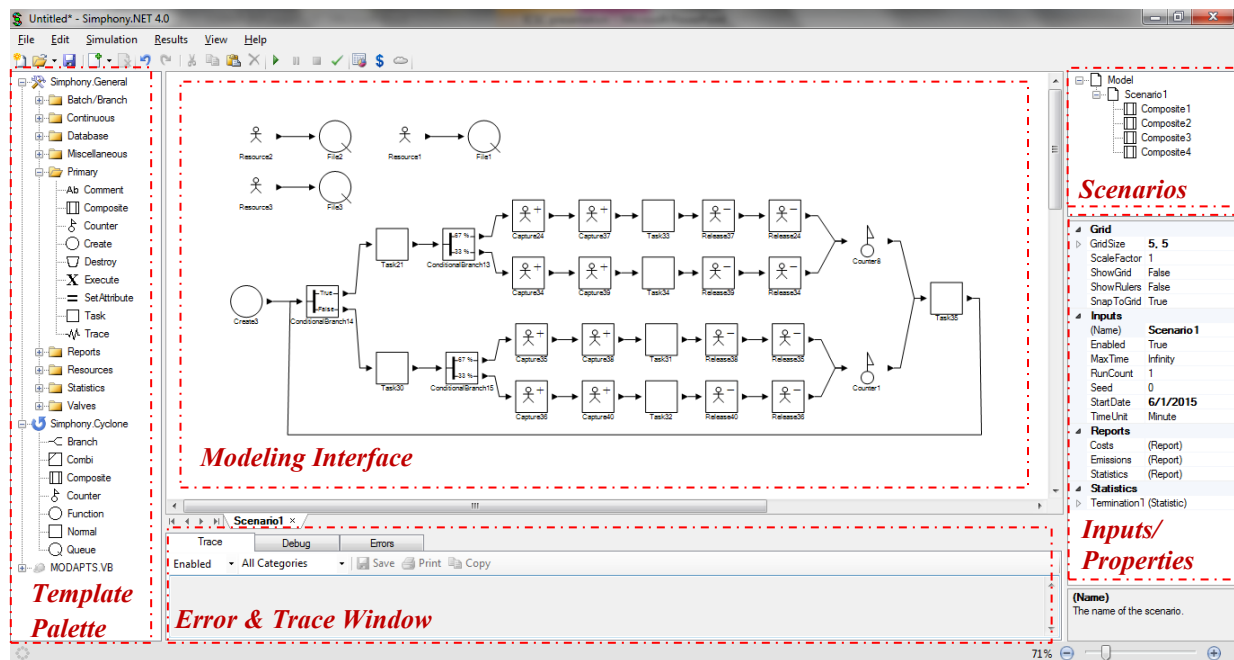 Untitled* - Simphony.NET 4.0
File Edit Simulation Results View Help
Simphony.General
Batch/Branch
Continuous
Database
Miscellaneous
Primary
Ab Comment
Composite
Counter
Create
Destroy
X Execute
SetAttribute
Task
Trace
Reports
Resources
Statistics
Valves
Simphony.Cyclone
Branch
Combi
Composite
Counter
Function
Normal
Queue
MODAPTS.VB
Template
Palette
Resource2 File2 Resource1 File1
Resource3 File3
Capture24 Capture37 Task33 Release37 Release24
Task21 67 % 33 % ConditionalBranch13
Counter8
Capture34 Capture39 Task34 Release39 Release34
Create3 True False ConditionalBranch14
Task35
Capture35 Capture38 Task31 Release38 Release35
Task30 67 % 33 % ConditionalBranch15
Counter1
Capture36 Capture40 Task32 Release40 Release36
Modeling Interface
Scenario1 ×
Trace Debug Errors
Enabled All Categories Save Print Copy
Error & Trace Window
Model
Scenario1
Composite1
Composite2
Composite3
Composite4
Scenarios
Grid
GridSize 5, 5
ScaleFactor 1
ShowGrid False
ShowRulers False
SnapToGrid True
Inputs
(Name) Scenario1
Enabled True
MaxTime Infinity
RunCount 1
Seed 0
StartDate 6/1/2015
TimeUnit Minute
Reports
Costs (Report)
Emissions (Report)
Statistics (Report)
Statistics
Termination1 (Statistic)
Inputs/
Properties
(Name)
The name of the scenario.
71%